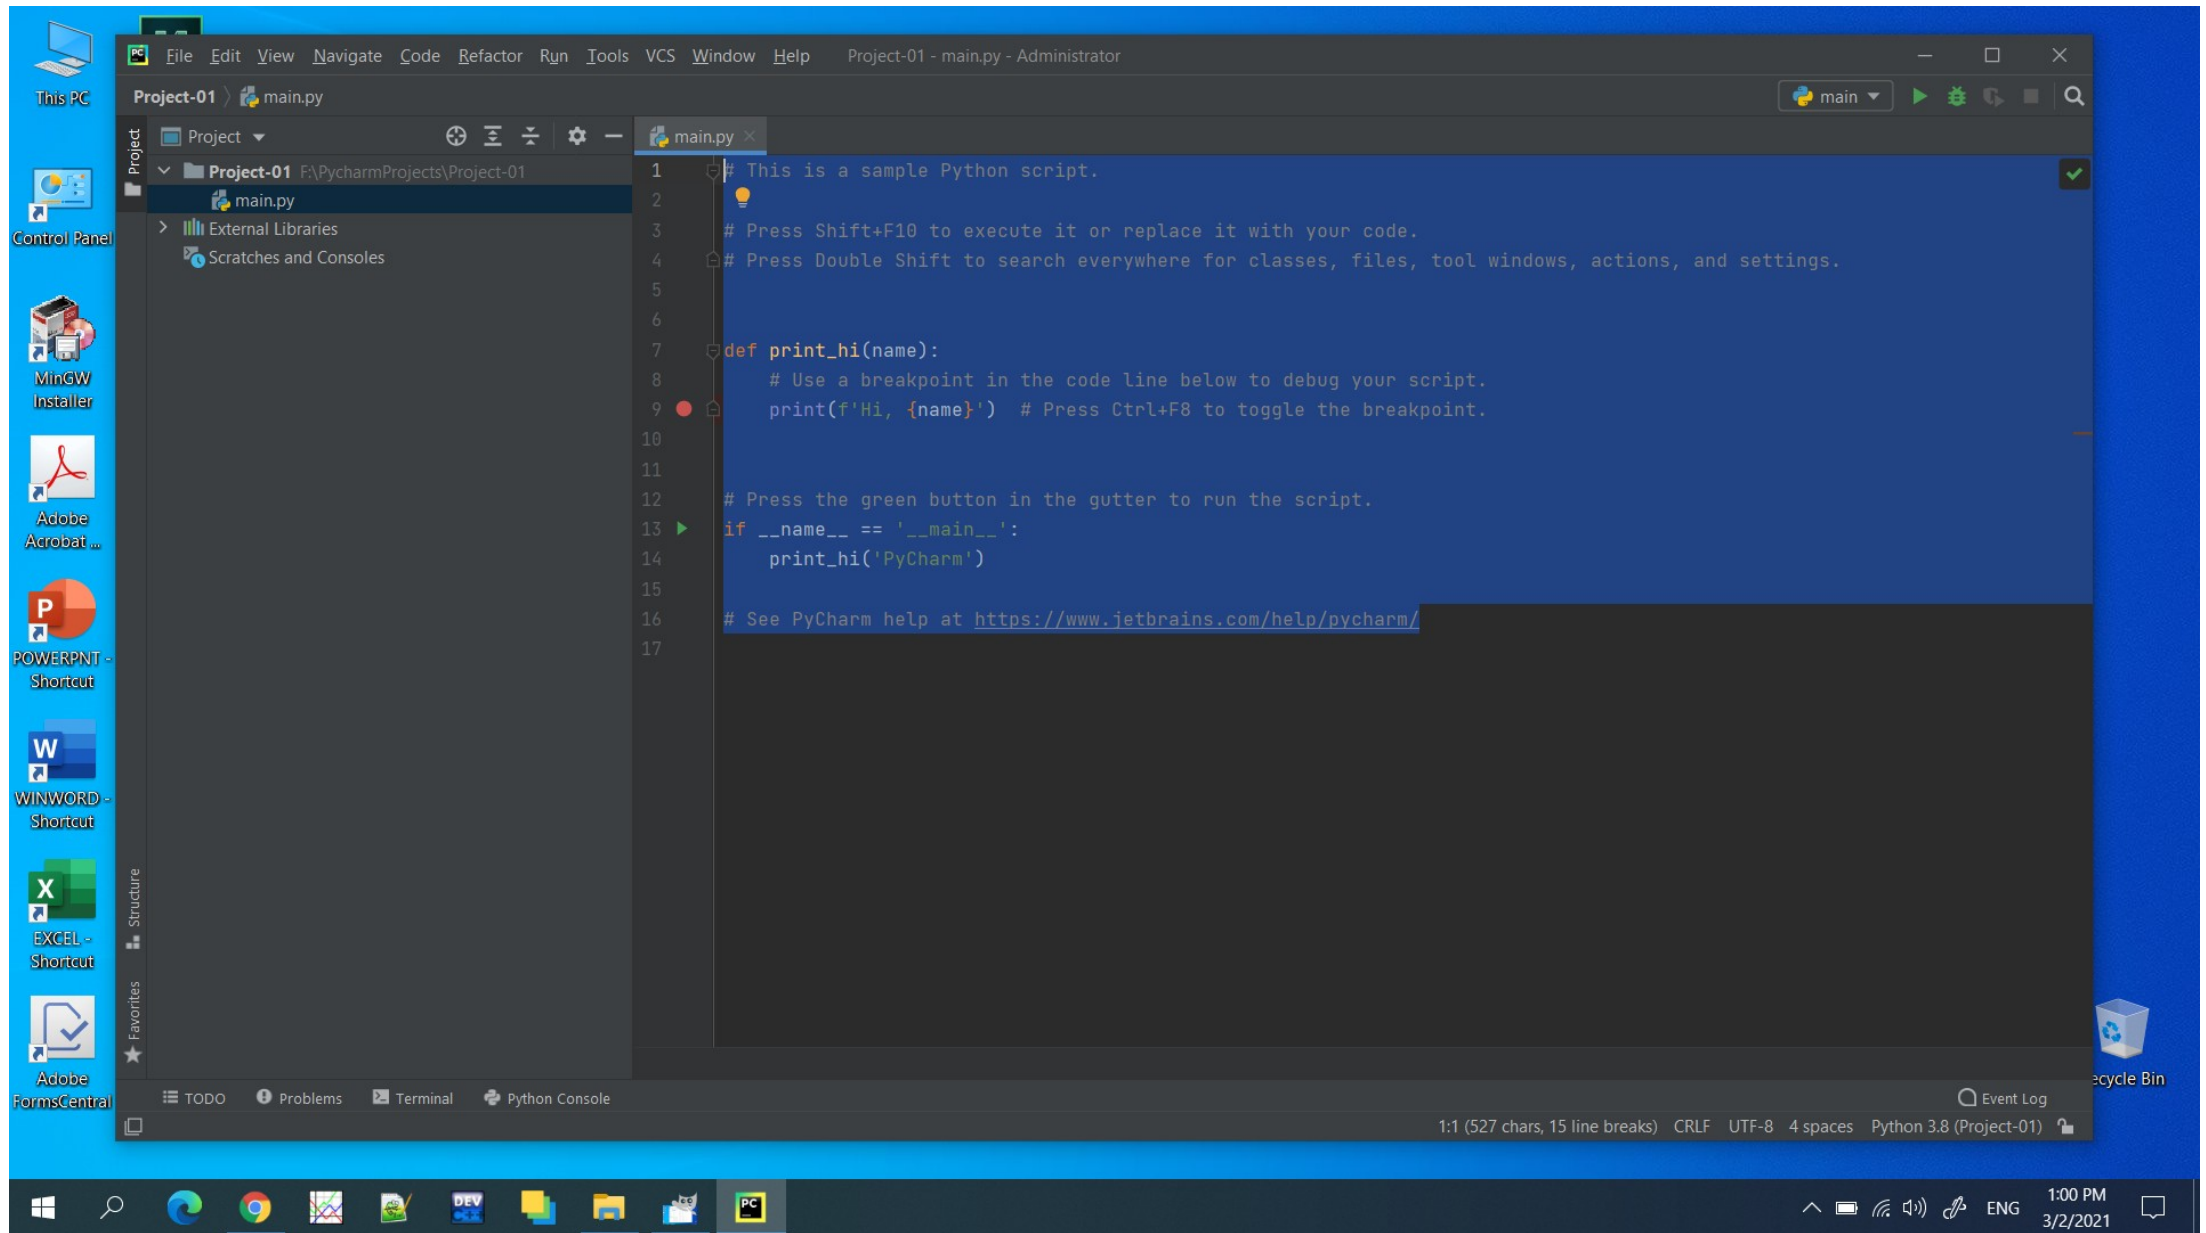 This PC
Control Panel
MinGW
Installer
Adobe
Acrobat ...
POWERPNT -
Shortcut
WINWORD -
Shortcut
EXCEL -
Shortcut
Adobe
FormsCentral
File Edit View Navigate Code Refactor Run Tools VCS Window Help Project-01 - main.py - Administrator
Project-01 main.py
main
Project
Project
main.py
Project-01 F:\PycharmProjects\Project-01
main.py
External Libraries
Scratches and Consoles
1 # This is a sample Python script.
2
3 # Press Shift+F10 to execute it or replace it with your code.
4 # Press Double Shift to search everywhere for classes, files, tool windows, actions, and settings.
5
6
7 def print_hi(name):
8     # Use a breakpoint in the code line below to debug your script.
9     print(f'Hi, {name}')  # Press Ctrl+F8 to toggle the breakpoint.
10
11
12 # Press the green button in the gutter to run the script.
13 if __name__ == '__main__':
14     print_hi('PyCharm')
15
16 # See PyCharm help at https://www.jetbrains.com/help/pycharm/
17
Structure
Favorites
TODO Problems Terminal Python Console
Event Log
1:1 (527 chars, 15 line breaks) CRLF UTF-8 4 spaces Python 3.8 (Project-01)
ecycle Bin
DEV
PC
ENG
1:00 PM
3/2/2021